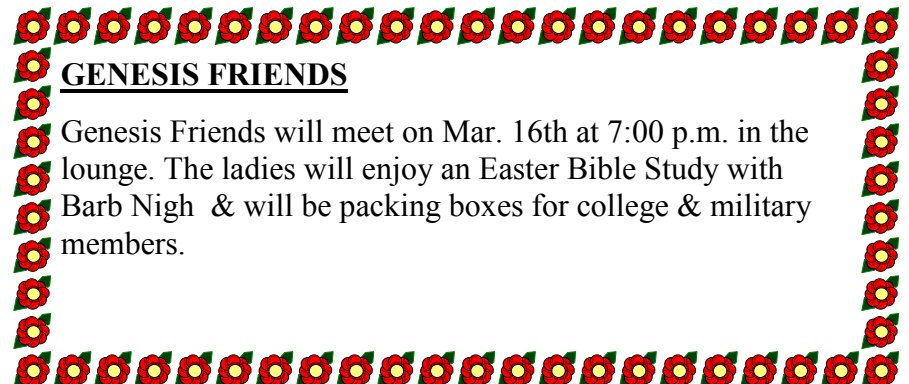 GENESIS FRIENDS
Genesis Friends will meet on Mar. 16th at 7:00 p.m. in the
lounge. The ladies will enjoy an Easter Bible Study with
Barb Nigh  & will be packing boxes for college & military
members.